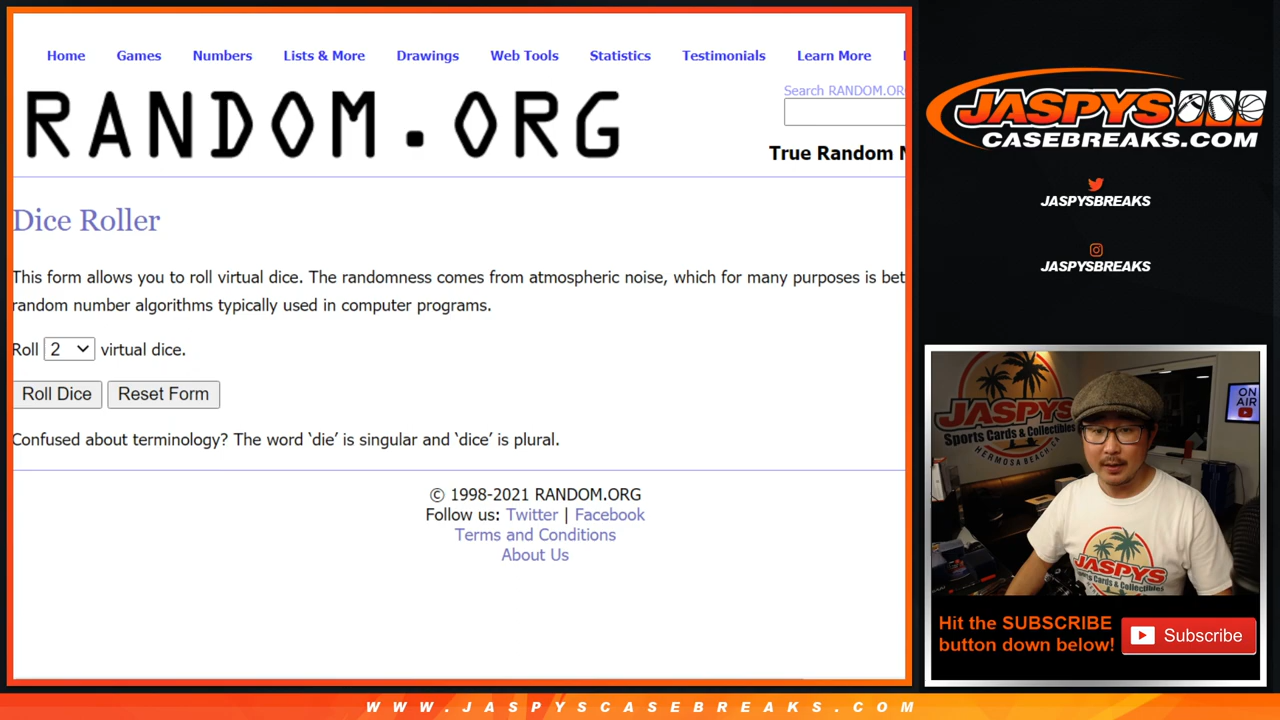 Home Games Numbers Lists & More Drawings Web Tools Statistics Testimonials Learn More
RANDOM.ORG
Search RANDOM.ORG
True Random
Dice Roller
This form allows you to roll virtual dice. The randomness comes from atmospheric noise, which for many purposes is bet
random number algorithms typically used in computer programs.
Roll 2 virtual dice.
Roll Dice Reset Form
Confused about terminology? The word ‘die’ is singular and ‘dice’ is plural.
© 1998-2021 RANDOM.ORG
Follow us: Twitter | Facebook
Terms and Conditions
About Us
JASPYS
CASEBREAKS.COM
JASPYSBREAKS
JASPYSBREAKS
JASPYS
Sports Cards & Collectibles
HERMOSA BEACH, CA
ON
AIR
JASPYS
Sports Cards & Collectibles
Hit the SUBSCRIBE
button down below!
Subscribe
WWW.JASPYSCASEBREAKS.COM